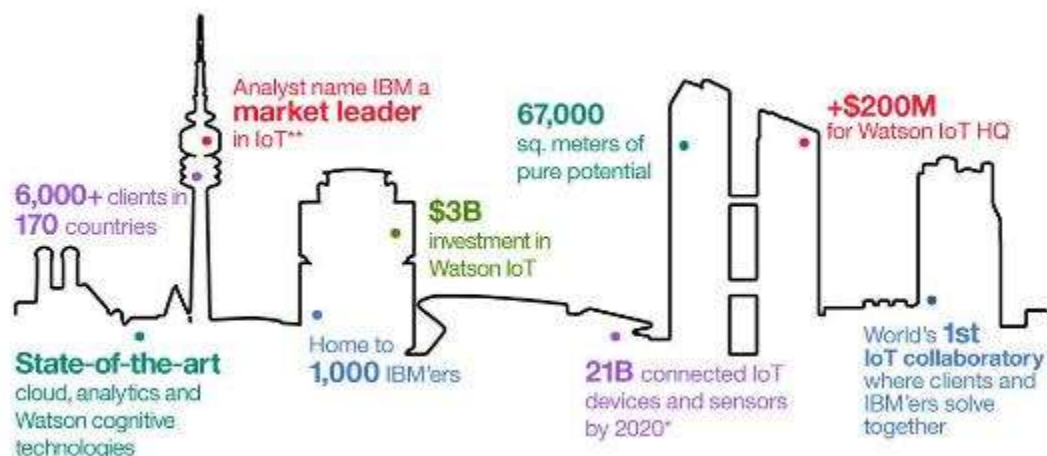 Analyst name IBM a
market leader
in IoT**
67,000
sq. meters of
pure potential
+$200M
for Watson IoT HQ
6,000+ clients in
170 countries
$3B
investment in
Watson IoT
State-of-the-art
cloud, analytics and
Watson cognitive
technologies
Home to
1,000 IBM'ers
21B connected IoT
devices and sensors
by 2020*
World's 1st
IoT collaboratory
where clients and
IBM'ers solve
together